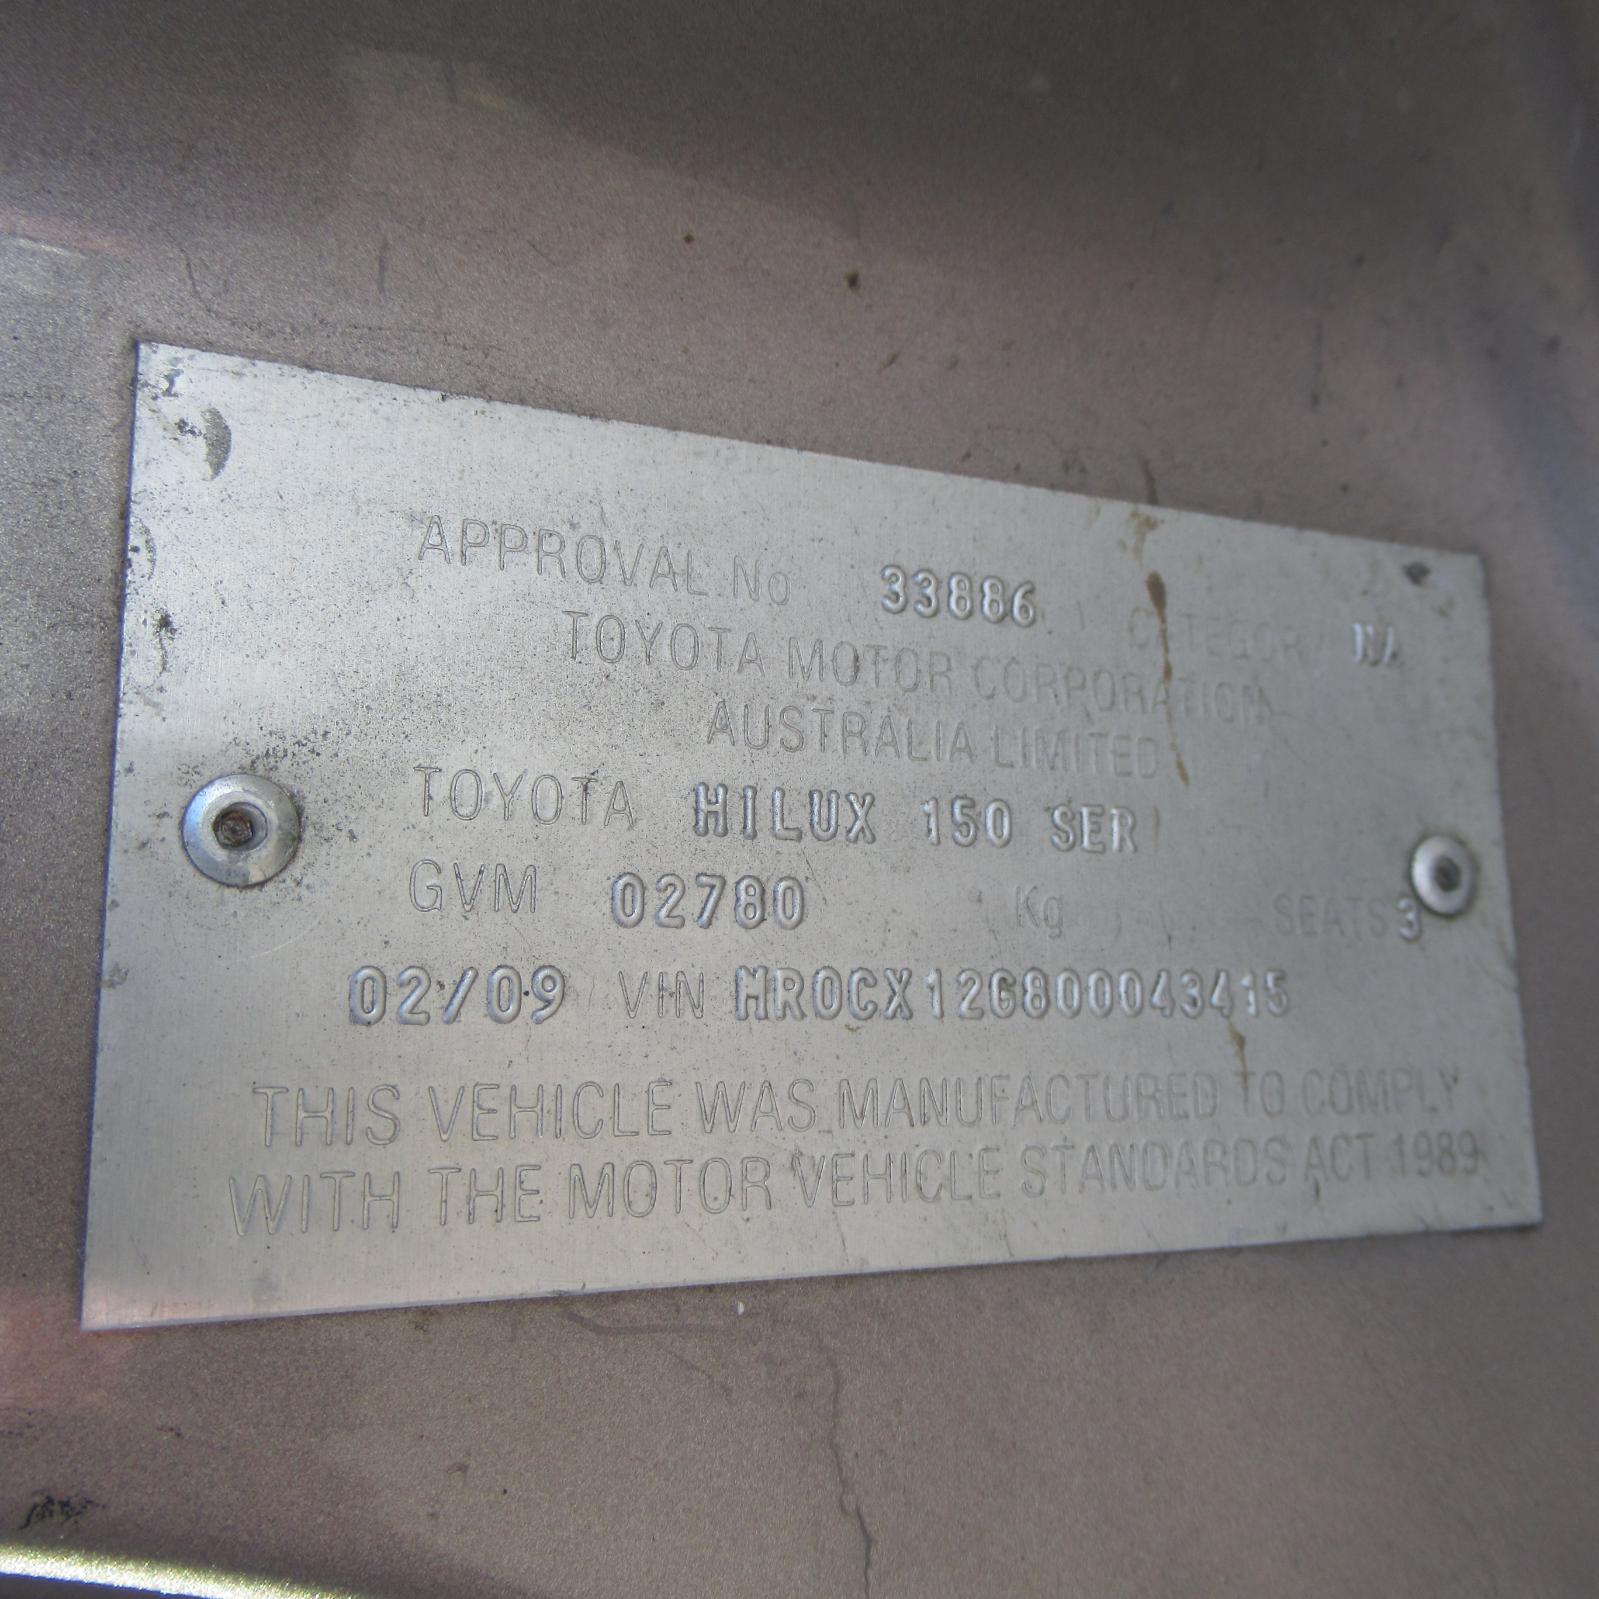 APPROVAL No 33886 CATEGORY NA
TOYOTA MOTOR CORPORATION
AUSTRALIA LIMITED
TOYOTA HILUX 150 SER
GVM 02780 Kg SEATS 3
02/09 VIN MR0CX12G800043415
THIS VEHICLE WAS MANUFACTURED TO COMPLY
WITH THE MOTOR VEHICLE STANDARDS ACT 1989